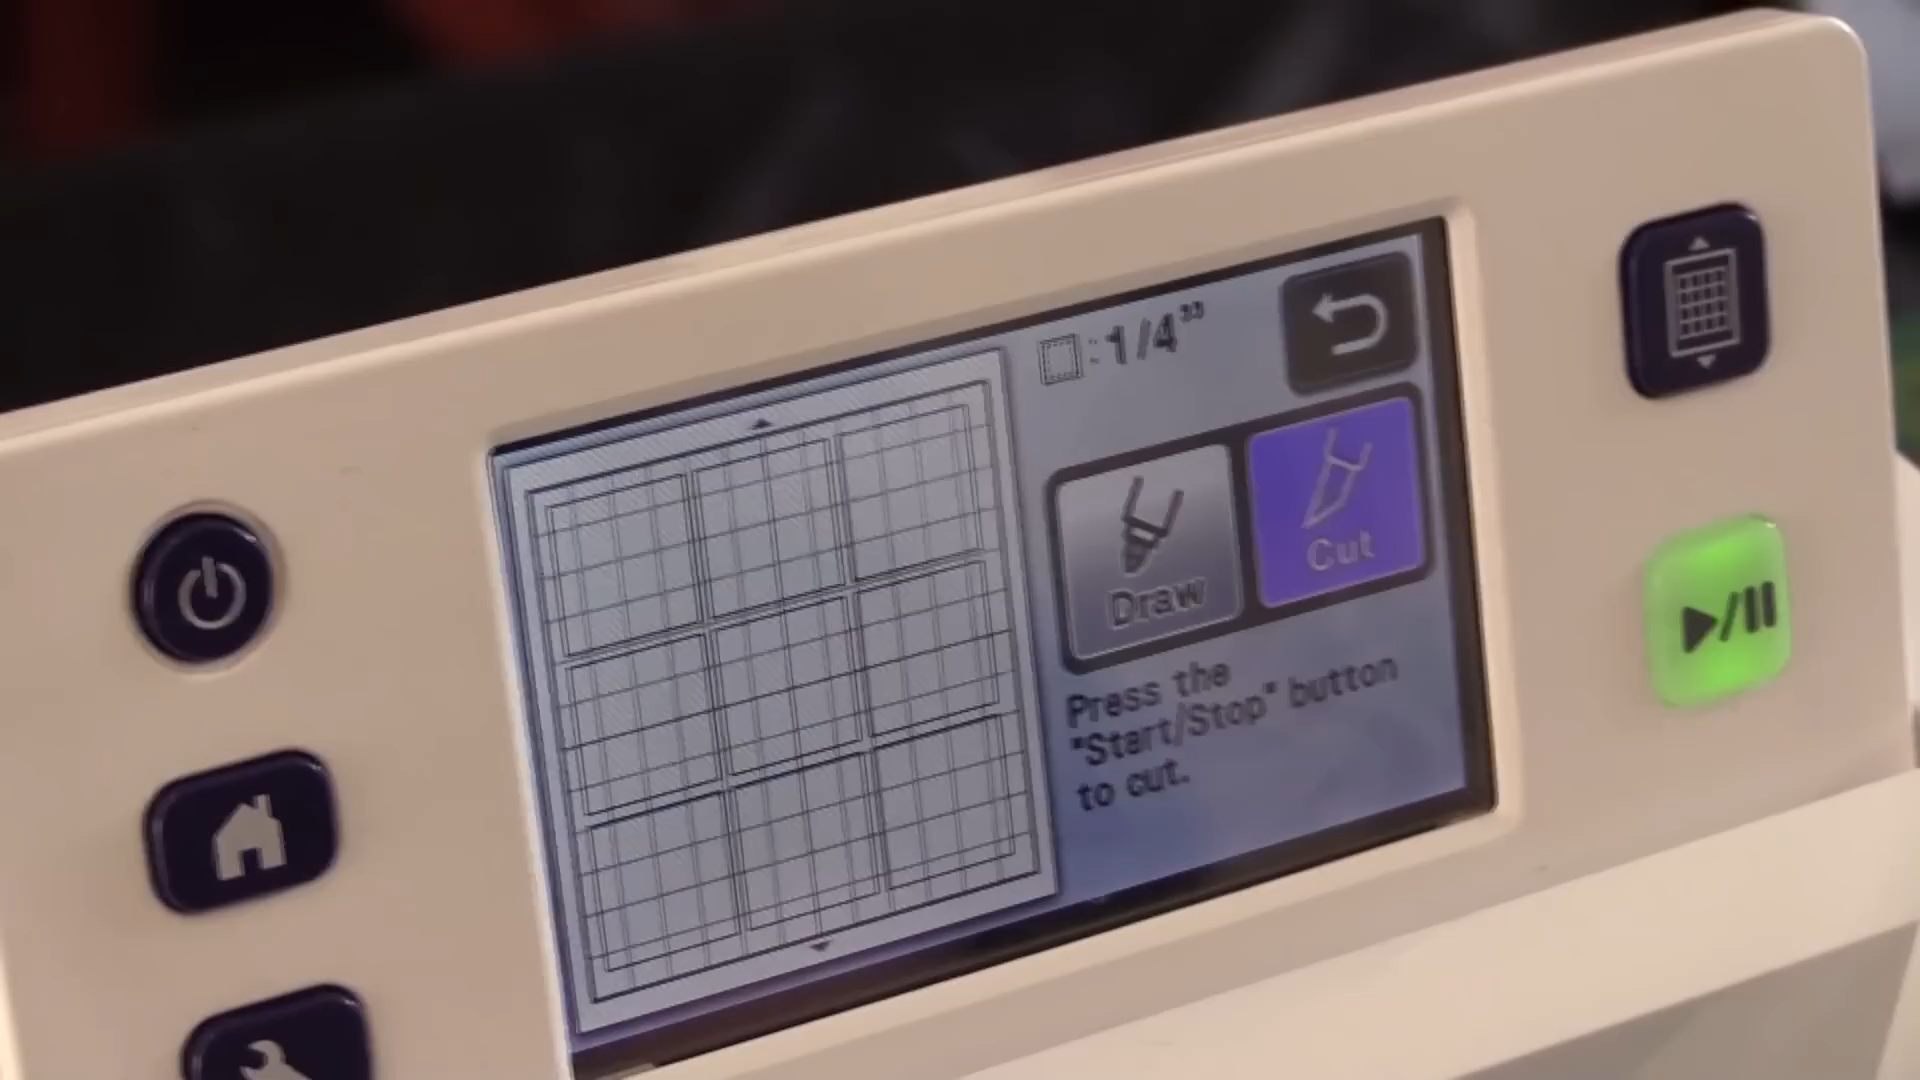 :1/4"
Draw
Cut
Press the
"Start/Stop" button
to cut.